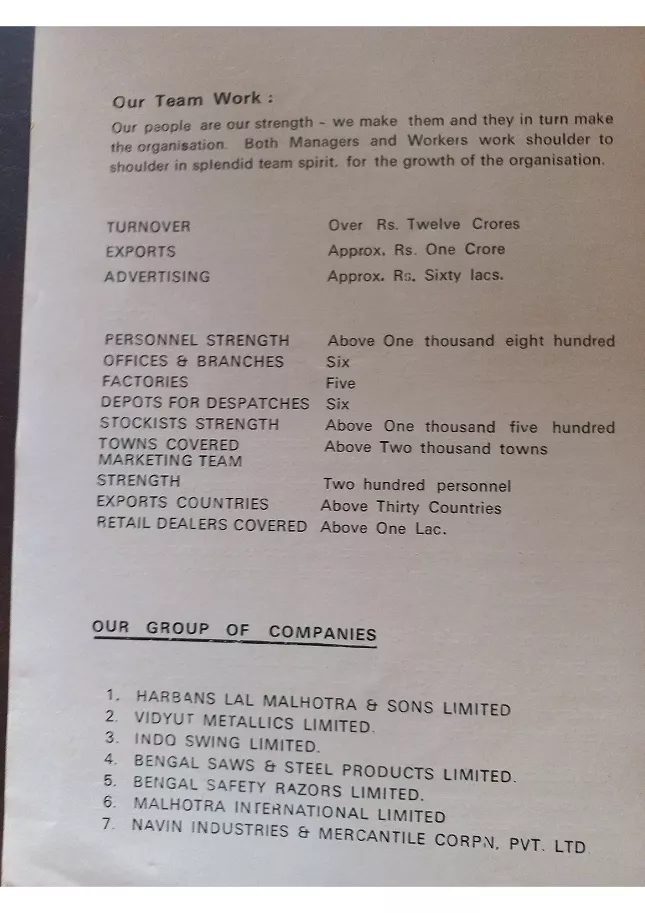 Our Team Work :
Our people are our strength - we make them and they in turn make
the organisation. Both Managers and Workers work shoulder to
shoulder in splendid team spirit. for the growth of the organisation.
TURNOVER Over Rs. Twelve Crores
EXPORTS Approx. Rs. One Crore
ADVERTISING Approx. Rs. Sixty lacs.
PERSONNEL STRENGTH Above One thousand eight hundred
OFFICES & BRANCHES Six
FACTORIES Five
DEPOTS FOR DESPATCHES Six
STOCKISTS STRENGTH Above One thousand five hundred
TOWNS COVERED Above Two thousand towns
MARKETING TEAM
STRENGTH Two hundred personnel
EXPORTS COUNTRIES Above Thirty Countries
RETAIL DEALERS COVERED Above One Lac.
OUR GROUP OF COMPANIES
1. HARBANS LAL MALHOTRA & SONS LIMITED
2. VIDYUT METALLICS LIMITED.
3. INDO SWING LIMITED.
4. BENGAL SAWS & STEEL PRODUCTS LIMITED.
5. BENGAL SAFETY RAZORS LIMITED.
6. MALHOTRA INTERNATIONAL LIMITED
7. NAVIN INDUSTRIES & MERCANTILE CORPN. PVT. LTD.